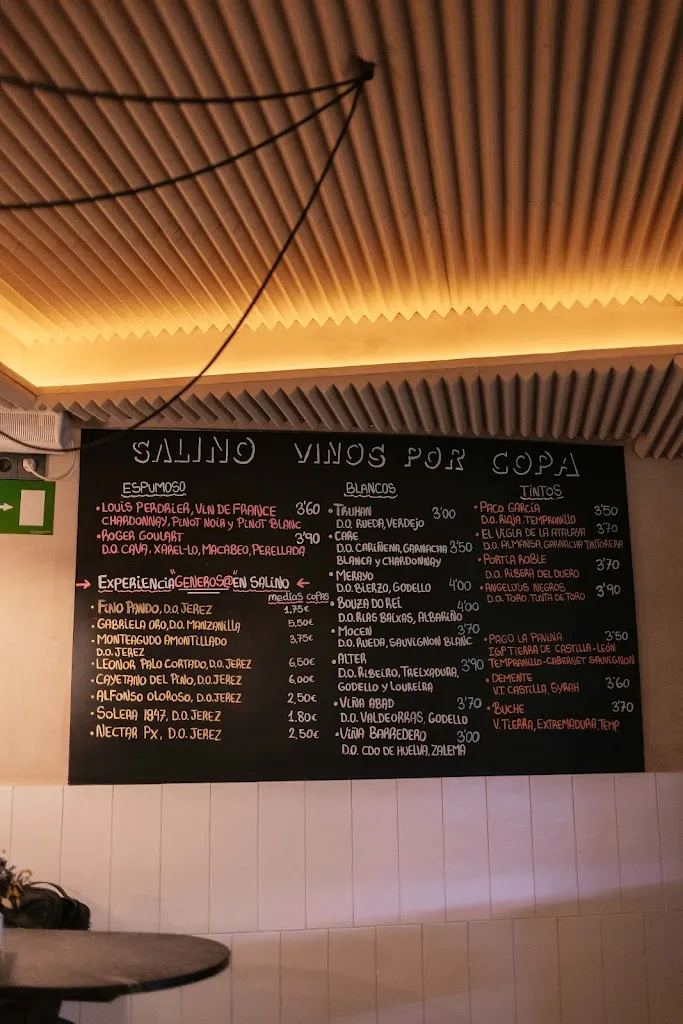 SALINO VINOS POR COPA
ESPUMOSO
• LOUIS PERDRIER, VLN DE FRANCE 3'60
CHARDONNAY, PINOT NOIR y PINOT BLANC
• ROGER GOULART 3'90
D.O. CAVA, XAREL-LO, MACABEO, PERELLADA
→ EXPERIENCIA "GENEROS@" EN SALINO ←
medias copas
• FINO PANDO, D.O. JEREZ 1.75€
• GABRIELA ORO, D.O. MANZANILLA 5,50€
• MONTEAGUDO AMONTILLADO 3,75€
D.O. JEREZ
• LEONOR PALO CORTADO, D.O. JEREZ 6,50€
• CAYETANO DEL PINO, D.O. JEREZ 6,00€
• ALFONSO OLOROSO, D.O. JEREZ 2,50€
• SOLERA 1847, D.O. JEREZ 1.80€
• NECTAR PX, D.O. JEREZ 2,50€
BLANCOS
• TRUHAN 3'00
D.O. RUEDA, VERDEJO
• CARE
D.O. CARIÑENA, GARNACHA 3'50
BLANCA y CHARDONNAY
• MERAYO
D.O. BIERZO, GODELLO 4'00
• BOUZA DO REI 4'00
D.O. RIAS BAIXAS, ALBARIÑO
• MOCEN 3'70
D.O. RUEDA, SAUVIGNON BLANC
• ALTER
D.O. RIBEIRO, TREIXADURA, 3'90
GODELLO y LOUREIRA
• VIÑA ABAD 3'70
D.O. VALDEORRAS, GODELLO
• VIÑA BARREDERO 3'00
D.O. CDO DE HUELVA, ZALEMA
TINTOS
• PACO GARCÍA 3'50
D.O. RIOJA, TEMPRANILLO
• EL VIGLA DE LA ATALAYA 3'70
D.O. ALMANSA, GARNACHA TINTORERA
• PORTIA ROBLE 3'70
D.O. RIBERA DEL DUERO
• ANGELITOS NEGROS 3'90
D.O. TORO, TINTA DE TORO
• PAGO LA PAVINA 3'50
IGP TIERRA DE CASTILLA-LEÓN
TEMPRANILLO-CABERNET SAUVIGNON
• DEMENTE 3'60
V.T. CASTILLA, SYRAH
• BUCHE 3'70
V. TIERRA, EXTREMADURA, TEMP